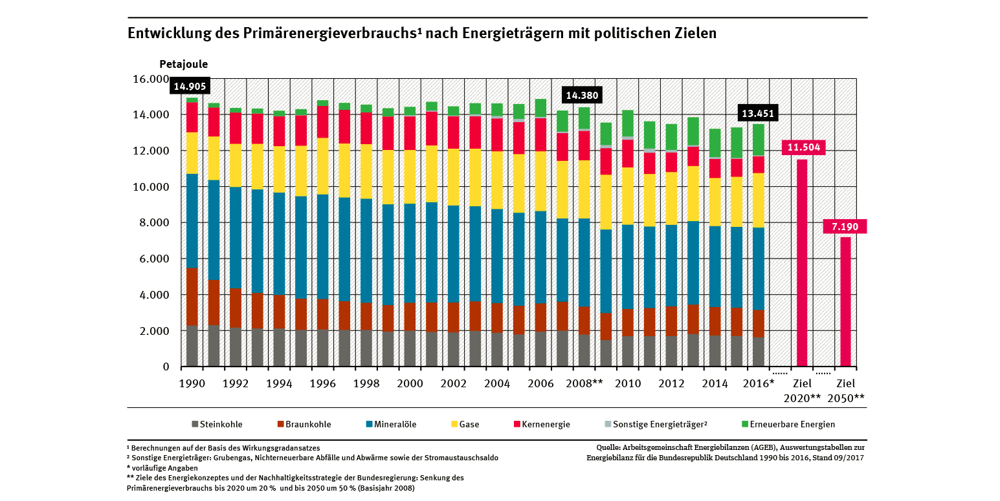 Entwicklung des Primärenergieverbrauchs¹ nach Energieträgern mit politischen Zielen
Petajoule
16.000
14.000
12.000
10.000
8.000
6.000
4.000
2.000
0
14.905
14.380
13.451
11.504
7.190
1990 1992 1994 1996 1998 2000 2002 2004 2006 2008** 2010 2012 2014 2016* ...... Ziel ...... Ziel
2020** 2050**
Steinkohle Braunkohle Mineralöle Gase Kernenergie Sonstige Energieträger² Erneuerbare Energien
¹ Berechnungen auf der Basis des Wirkungsgradansatzes
² Sonstige Energieträger: Grubengas, Nichterneuerbare Abfälle und Abwärme sowie der Stromaustauschsaldo
* vorläufige Angaben
** Ziele des Energiekonzeptes und der Nachhaltigkeitsstrategie der Bundesregierung: Senkung des
Primärenergieverbrauchs bis 2020 um 20 % und bis 2050 um 50 % (Basisjahr 2008)
Quelle: Arbeitsgemeinschaft Energiebilanzen (AGEB), Auswertungstabellen zur
Energiebilanz für die Bundesrepublik Deutschland 1990 bis 2016, Stand 09/2017